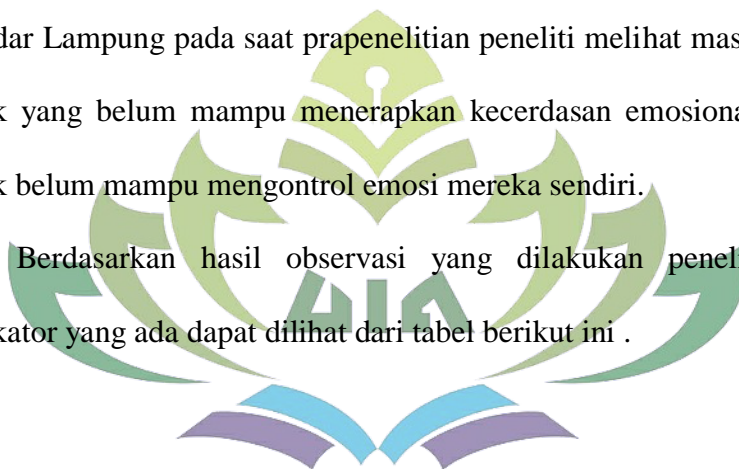 dar Lampung pada saat prapenelitian peneliti melihat mas
k yang belum mampu menerapkan kecerdasan emosiona
k belum mampu mengontrol emosi mereka sendiri.
Berdasarkan hasil observasi yang dilakukan penel
kator yang ada dapat dilihat dari tabel berikut ini .
UIN